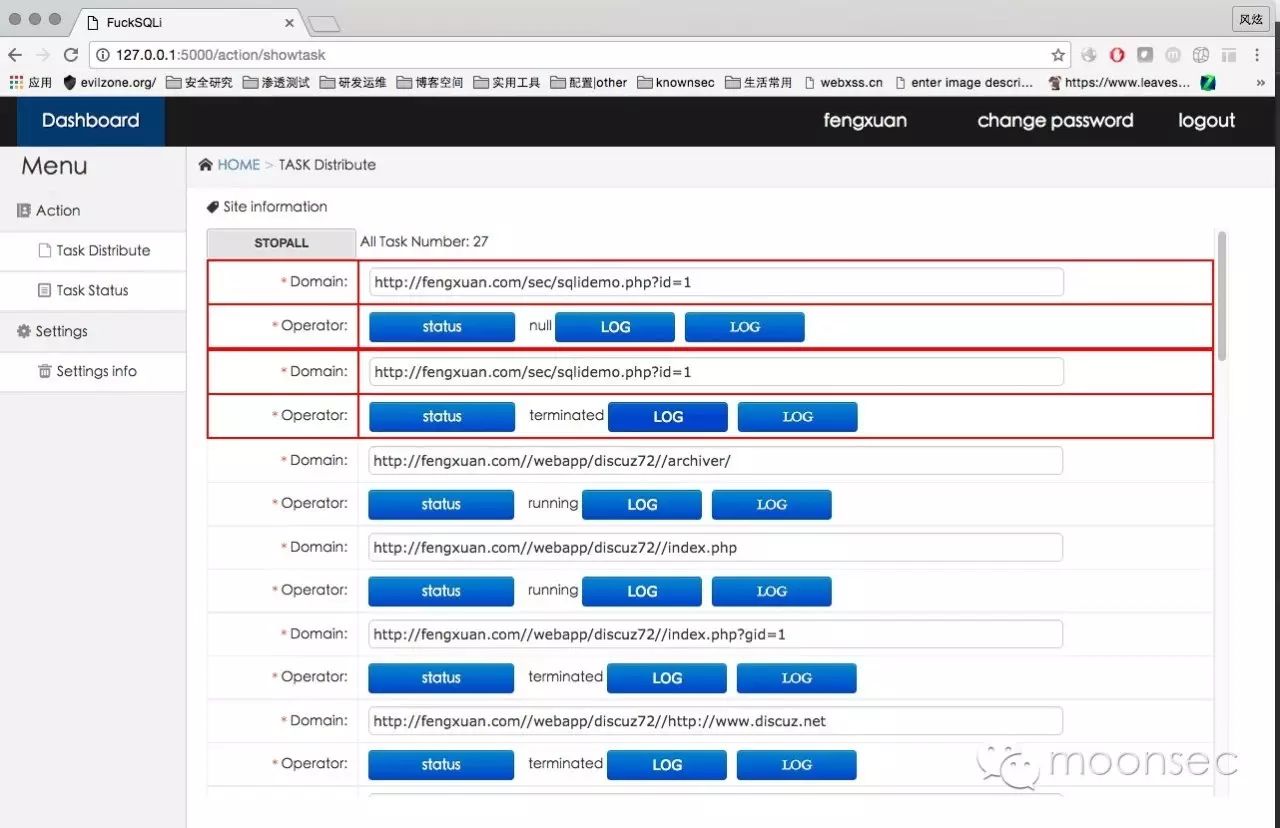 FuckSQLi
风炫
127.0.0.1:5000/action/showtask
应用 evilzone.org/ 安全研究 渗透测试 研发运维 博客空间 实用工具 配置|other knownsec 生活常用 webxss.cn enter image descri... https://www.leaves... »
Dashboard fengxuan change password logout
Menu
HOME > TASK Distribute
Action
Task Distribute
Task Status
Settings
Settings info
Site information
STOPALL All Task Number: 27
* Domain: http://fengxuan.com/sec/sqlidemo.php?id=1
* Operator: status null LOG LOG
* Domain: http://fengxuan.com/sec/sqlidemo.php?id=1
* Operator: status terminated LOG LOG
* Domain: http://fengxuan.com//webapp/discuz72//archiver/
* Operator: status running LOG LOG
* Domain: http://fengxuan.com//webapp/discuz72//index.php
* Operator: status running LOG LOG
* Domain: http://fengxuan.com//webapp/discuz72//index.php?gid=1
* Operator: status terminated LOG LOG
* Domain: http://fengxuan.com//webapp/discuz72//http://www.discuz.net
* Operator: status terminated LOG LOG
moonsec